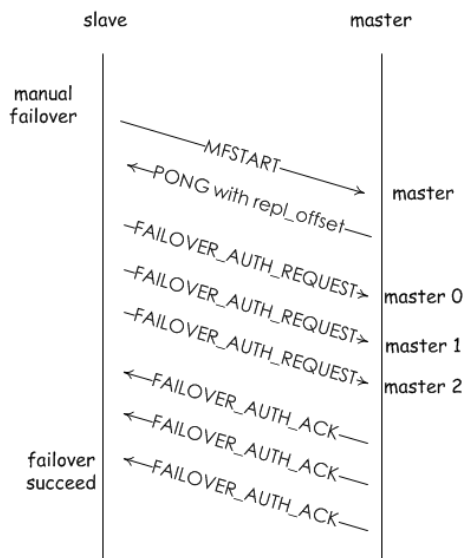 slave
master
manual
failover
MFSTART
master
PONG with repl_offset
FAILOVER_AUTH_REQUEST
master 0
FAILOVER_AUTH_REQUEST
master 1
FAILOVER_AUTH_REQUEST
master 2
FAILOVER_AUTH_ACK
FAILOVER_AUTH_ACK
failover
succeed
FAILOVER_AUTH_ACK